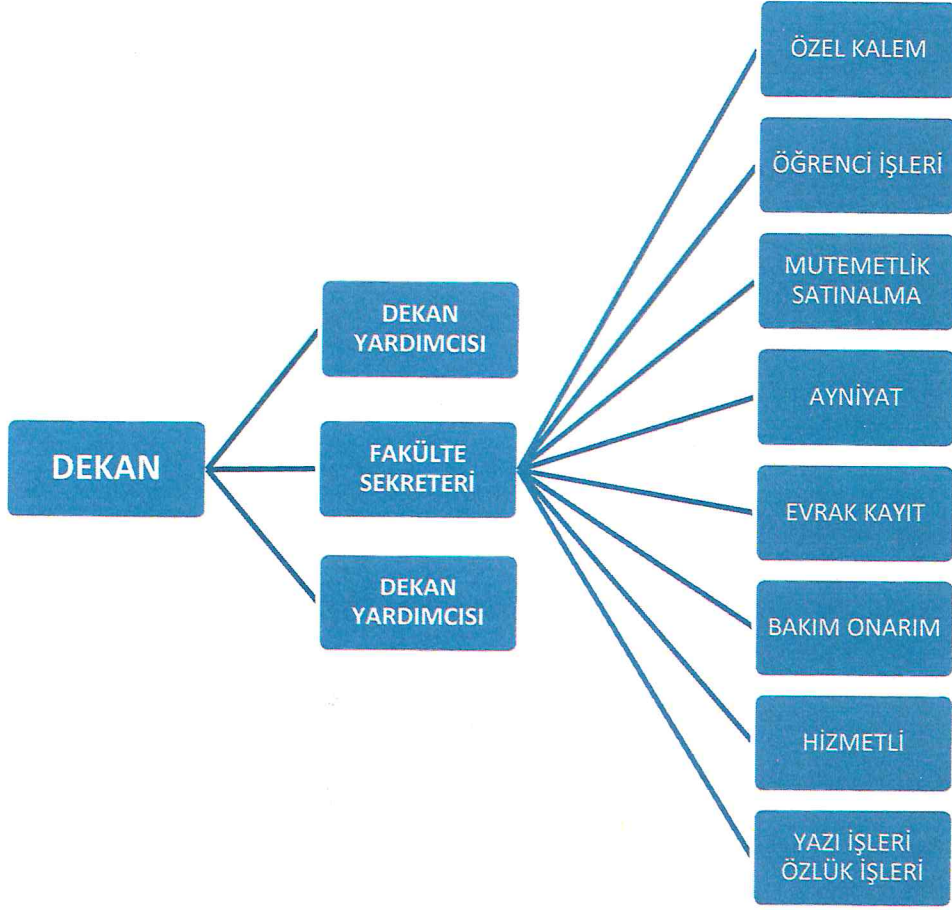 DEKAN
DEKAN
YARDIMCISI
FAKÜLTE
SEKRETERİ
DEKAN
YARDIMCISI
ÖZEL KALEM
ÖĞRENCİ İŞLERİ
MUTEMETLİK
SATINALMA
AYNİYAT
EVRAK KAYIT
BAKIM ONARIM
HİZMETLİ
YAZI İŞLERİ
ÖZLÜK İŞLERİ